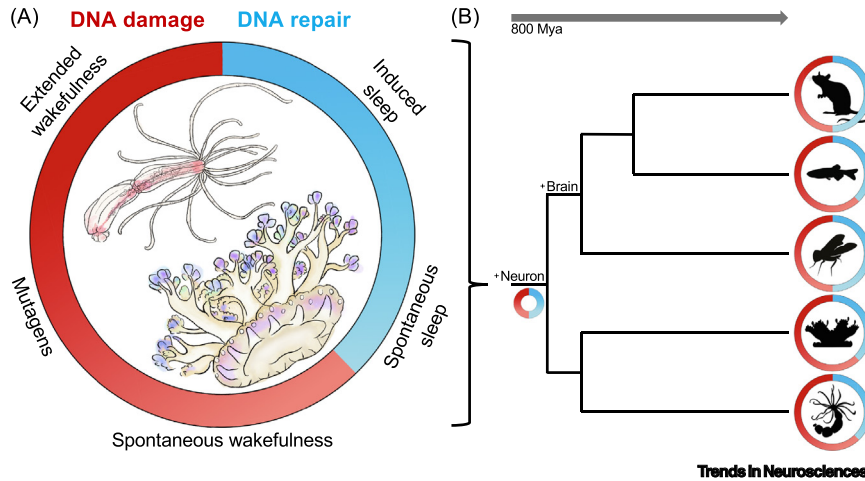 (A) DNA damage DNA repair
Extended
wakefulness
Induced
sleep
Mutagens
Spontaneous
sleep
Spontaneous wakefulness
(B)
800 Mya
+Brain
+Neuron
Trends in Neurosciences